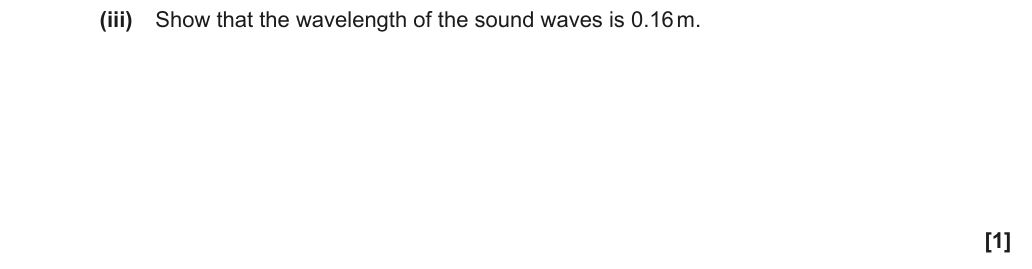 (iii) Show that the wavelength of the sound waves is 0.16 m.
[1]